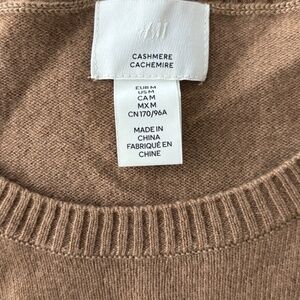 H&M
CASHMERE
CACHEMIRE
EUR M
US M
CA M
MX M
CN 170/96A
MADE IN
CHINA
FABRIQUÉ EN
CHINE